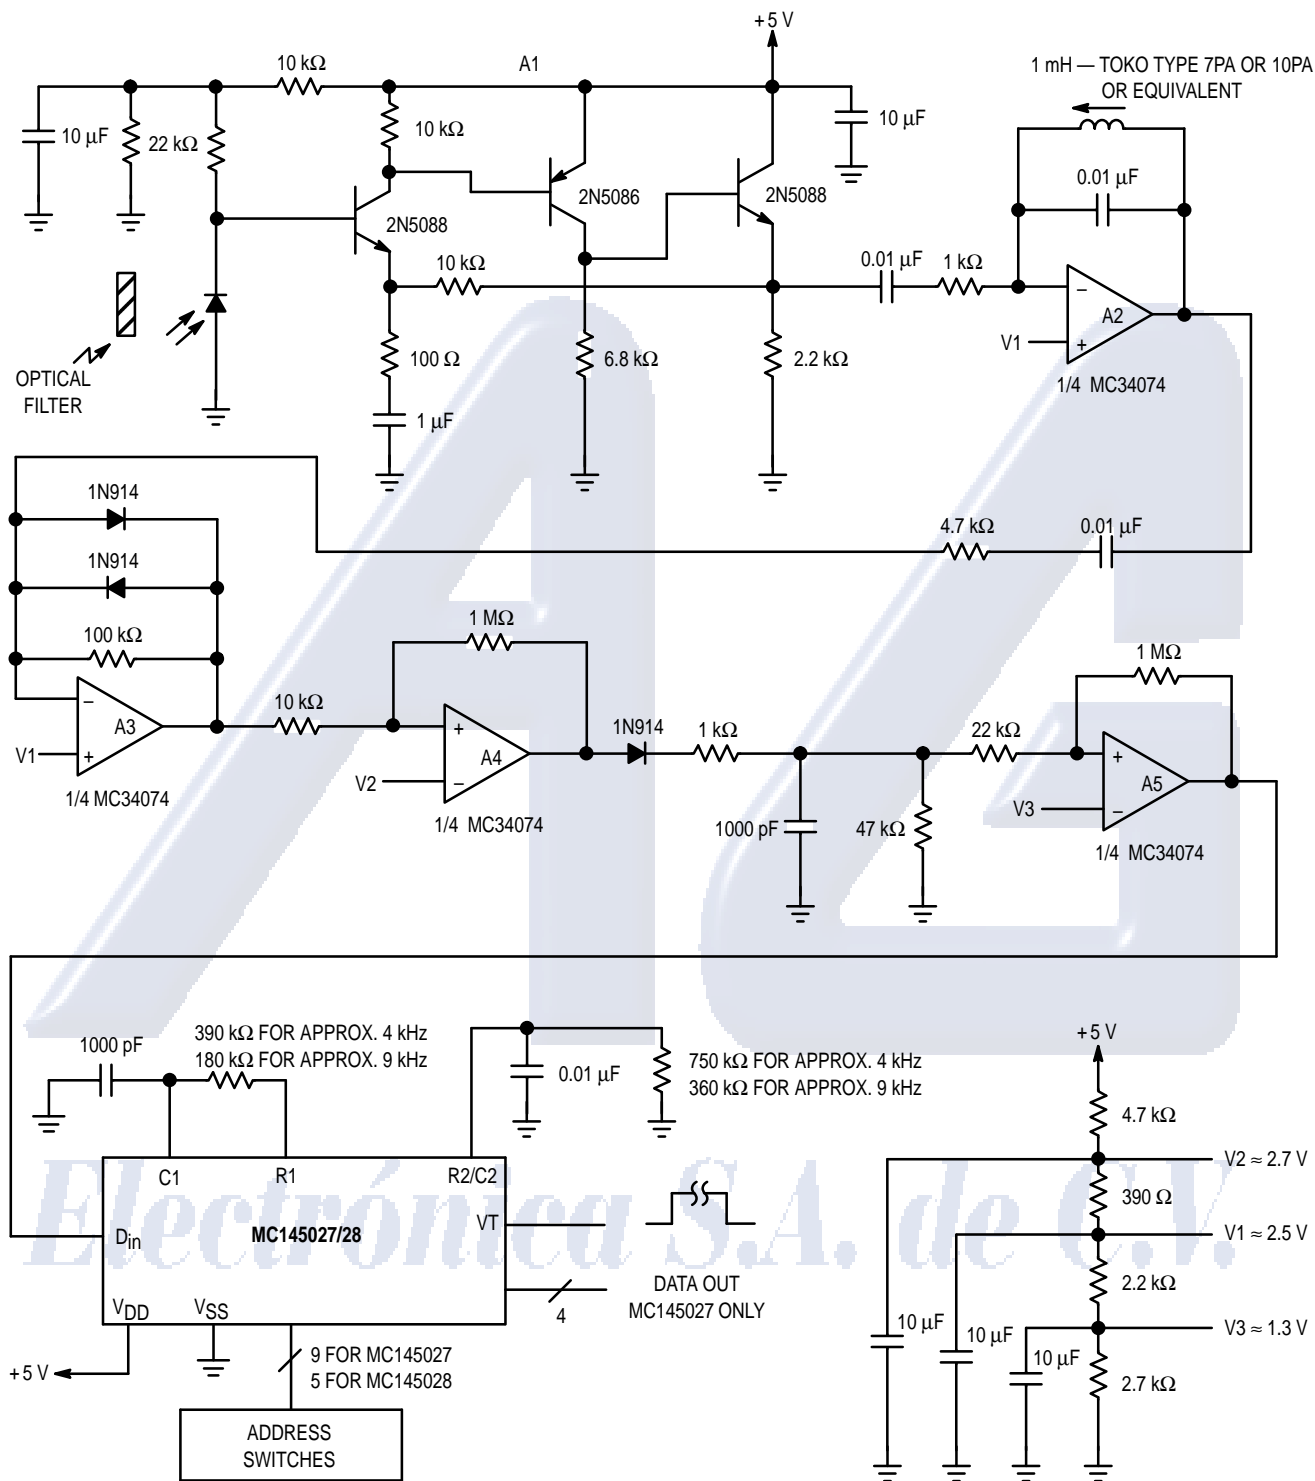 + 5 V
10 kΩ
A1
1 mH — TOKO TYPE 7PA OR 10PA
OR EQUIVALENT
10 µF
22 kΩ
10 kΩ
10 µF
0.01 µF
2N5088
2N5086
2N5088
10 kΩ
0.01 µF
1 kΩ
–
A2
V1
+
1/4 MC34074
100 Ω
6.8 kΩ
2.2 kΩ
OPTICAL
FILTER
1 µF
1N914
4.7 kΩ
0.01 µF
1N914
1 MΩ
100 kΩ
1 MΩ
–
A3
V1
+
1/4 MC34074
10 kΩ
+
A4
V2
–
1/4 MC34074
1N914
1 kΩ
22 kΩ
+
A5
V3
–
1/4 MC34074
1000 pF
47 kΩ
1000 pF
390 kΩ FOR APPROX. 4 kHz
180 kΩ FOR APPROX. 9 kHz
0.01 µF
750 kΩ FOR APPROX. 4 kHz
360 kΩ FOR APPROX. 9 kHz
+ 5 V
4.7 kΩ
V2 ≈ 2.7 V
390 Ω
V1 ≈ 2.5 V
2.2 kΩ
V3 ≈ 1.3 V
2.7 kΩ
10 µF
10 µF
10 µF
C1
R1
R2/C2
Din
MC145027/28
VT
DATA OUT
MC145027 ONLY
4
VDD
VSS
+ 5 V
9 FOR MC145027
5 FOR MC145028
ADDRESS
SWITCHES
AG
Electrónica S.A. de C.V.